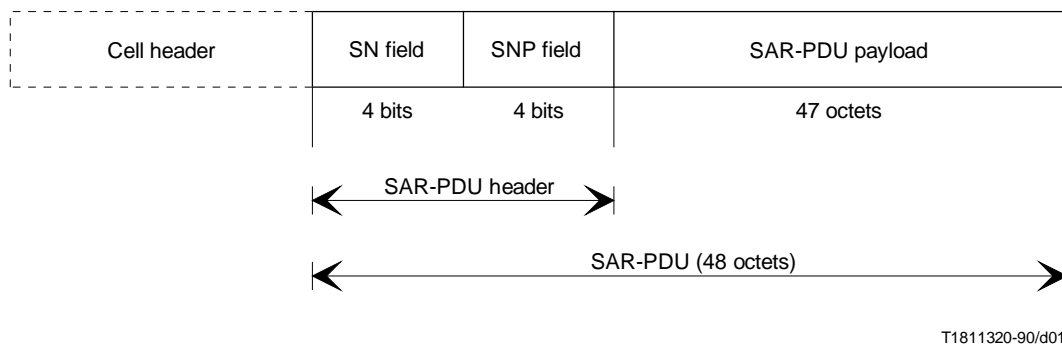 Cell header SN field SNP field SAR-PDU payload
4 bits 4 bits 47 octets
SAR-PDU header
SAR-PDU (48 octets)
T1811320-90/d01